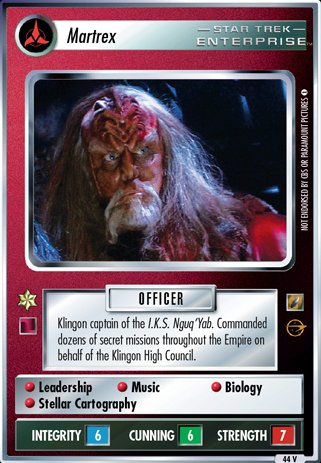 Martrex
STAR TREK
ENTERPRISE™
NOT ENDORSED BY CBS OR PARAMOUNT PICTURES
OFFICER
Klingon captain of the I.K.S. Nguq'Yab. Commanded
dozens of secret missions throughout the Empire on
behalf of the Klingon High Council.
Leadership Music Biology
Stellar Cartography
INTEGRITY 6 CUNNING 6 STRENGTH 7
44 V